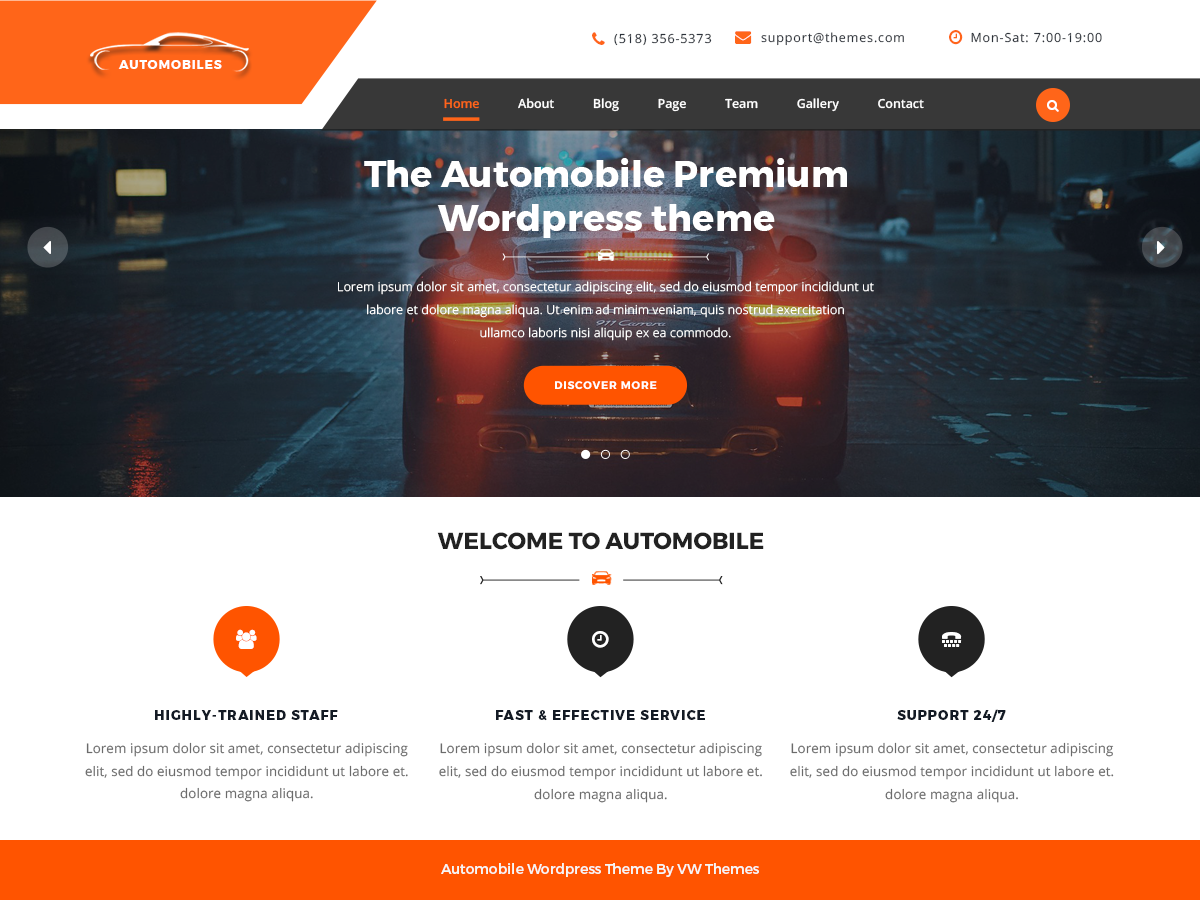 AUTOMOBILES
(518) 356-5373
support@themes.com
Mon-Sat: 7:00-19:00
Home About Blog Page Team Gallery Contact
The Automobile Premium
Wordpress theme
Lorem ipsum dolor sit amet, consectetur adipiscing elit, sed do eiusmod tempor incididunt ut
labore et dolore magna aliqua. Ut enim ad minim veniam, quis nostrud exercitation
ullamco laboris nisi aliquip ex ea commodo.
911 Carrera
DISCOVER MORE
WELCOME TO AUTOMOBILE
HIGHLY-TRAINED STAFF
Lorem ipsum dolor sit amet, consectetur adipiscing
elit, sed do eiusmod tempor incididunt ut labore et.
dolore magna aliqua.
FAST & EFFECTIVE SERVICE
Lorem ipsum dolor sit amet, consectetur adipiscing
elit, sed do eiusmod tempor incididunt ut labore et.
dolore magna aliqua.
SUPPORT 24/7
Lorem ipsum dolor sit amet, consectetur adipiscing
elit, sed do eiusmod tempor incididunt ut labore et.
dolore magna aliqua.
Automobile Wordpress Theme By VW Themes